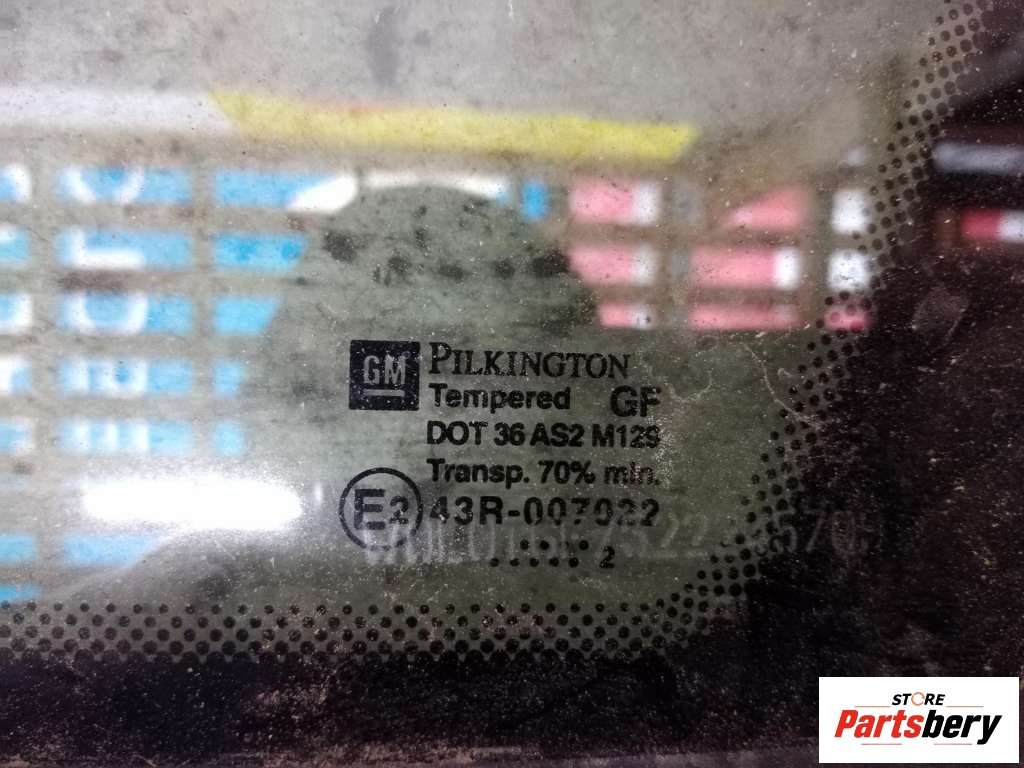 GM PILKINGTON
Tempered GF
DOT 36 AS2 M129
Transp. 70% min.
E2 43R-007022
2
STORE
Partsbery